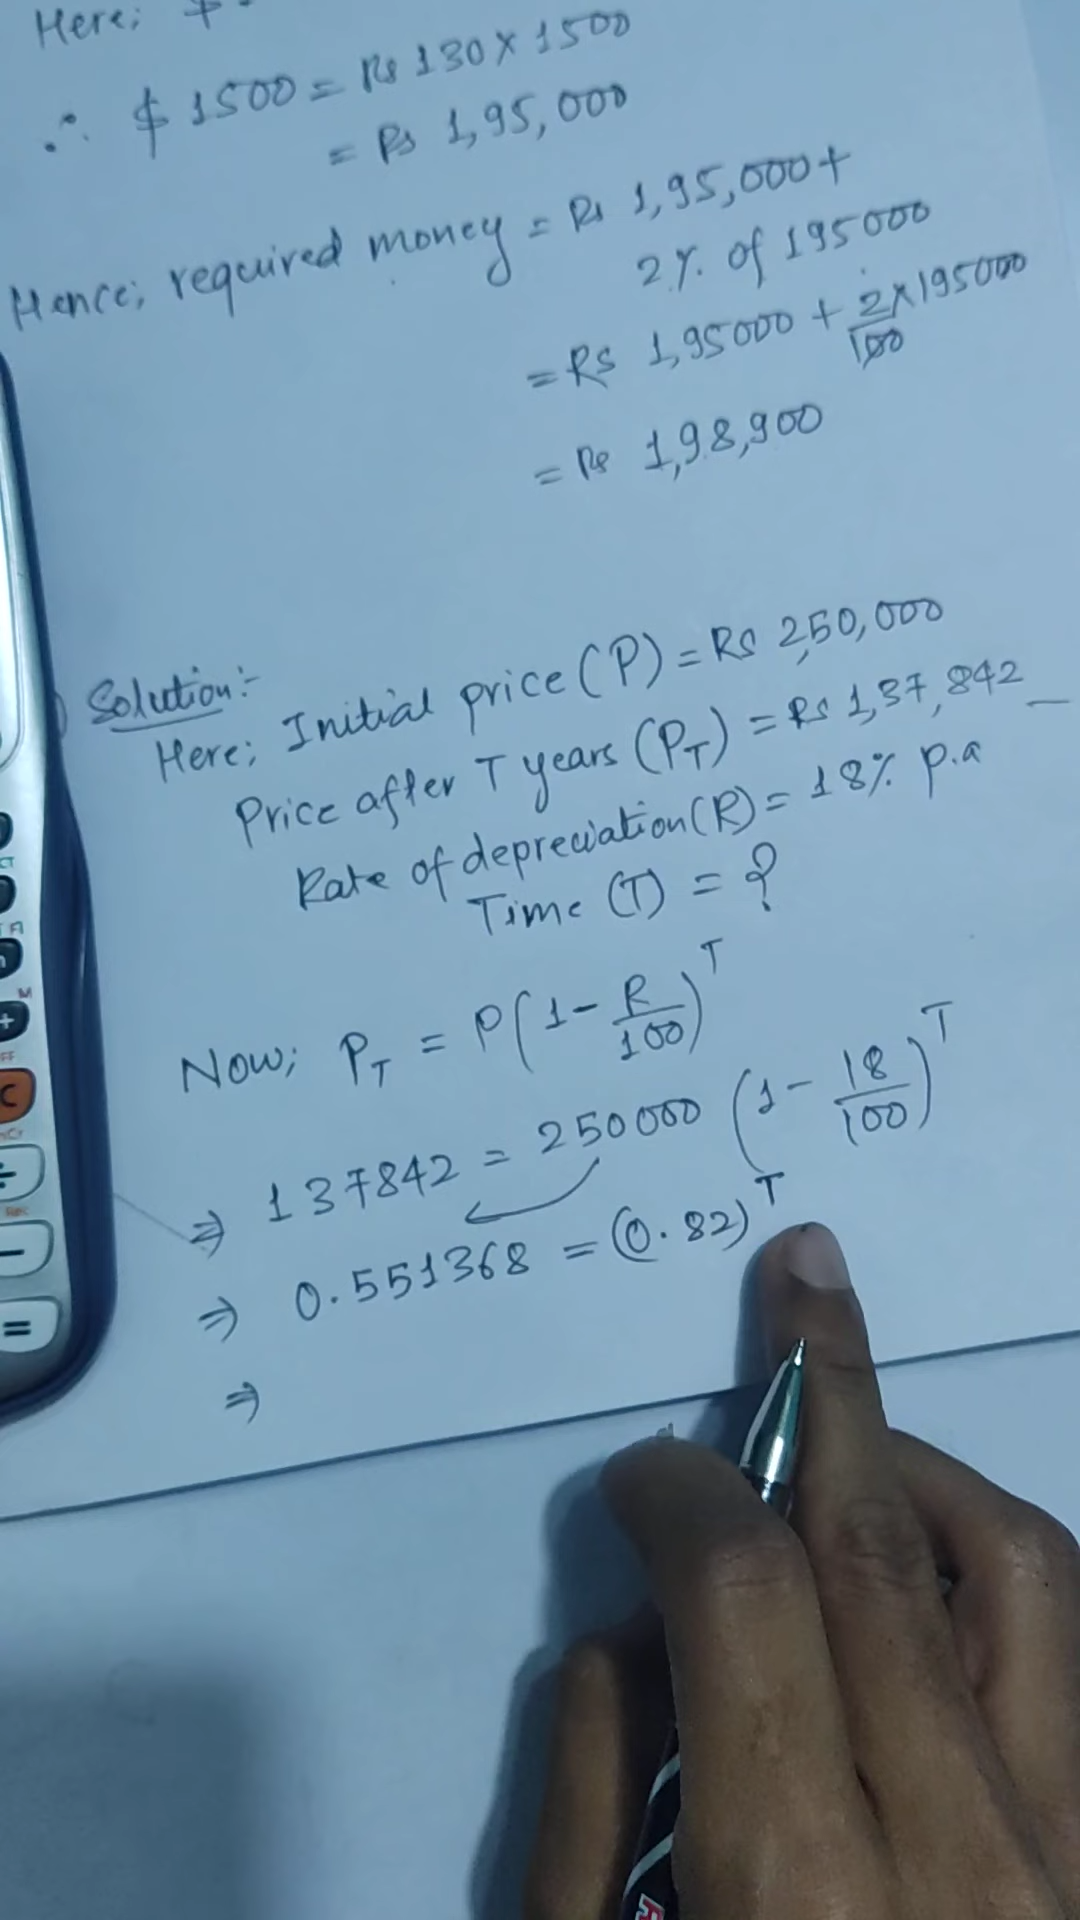 Here;
∴ $ 1500 = Rs 130 × 1500
= Rs 1,95,000
Hence; required money = Rs 1,95,000 +
2% of 195000
= Rs 1,95000 + 2/100 × 195000
= Rs 1,98,900
Solution:-
Here; Initial price (P) = Rs 250,000
Price after T years (PT) = Rs 1,37,842
Rate of depreciation (R) = 18% p.a
Time (T) = ?
Now; PT = P(1 - R/100)^T
⇒ 137842 = 250000 (1 - 18/100)^T
⇒ 0.551368 = (0.82)^T
⇒
M
+
C
÷
−
=